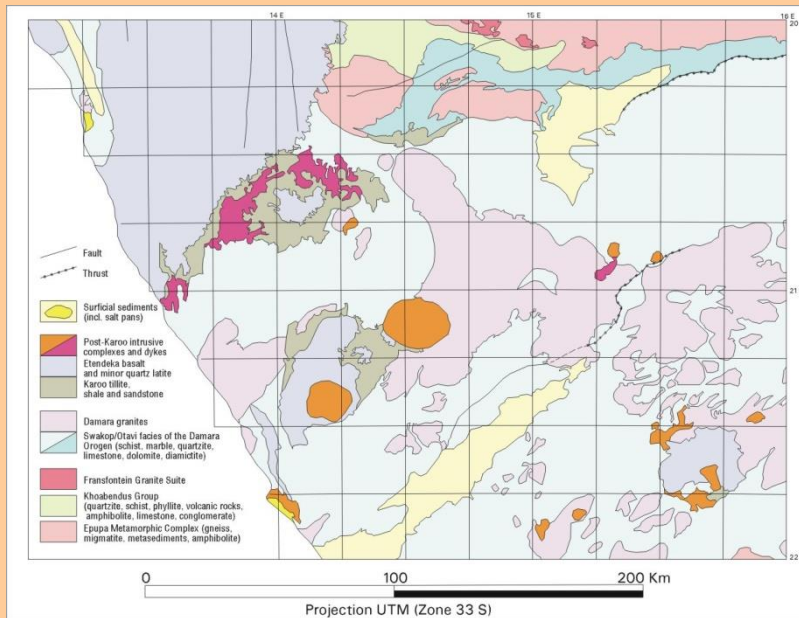 14 E
15 E
16 E
20
21
22
Fault
Thrust
Surficial sediments
(incl. salt pans)
Post-Karoo intrusive
complexes and dykes
Etendeka basalt
and minor quartz latite
Karoo tillite,
shale and sandstone
Damara granites
Swakop/Otavi facies of the Damara
Orogen (schist, marble, quartzite,
limestone, dolomite, diamictite)
Fransfontein Granite Suite
Khoabendus Group
(quartzite, schist, phyllite, volcanic rocks,
amphibolite, limestone, conglomerate)
Epupa Metamorphic Complex (gneiss,
migmatite, metasediments, amphibolite)
0
100
200 Km
Projection UTM (Zone 33 S)